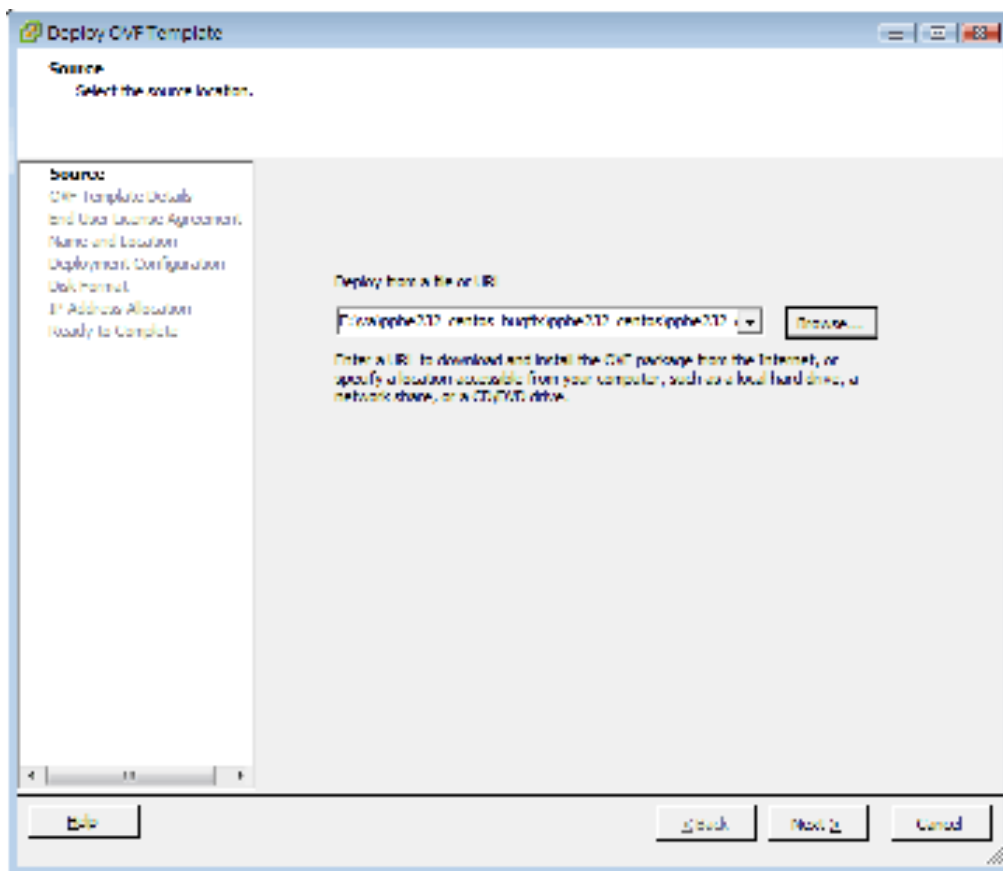 Deploy OVF Template
Source
Select the source location.
Source
OVF Template Details
End User License Agreement
Name and Location
Deployment Configuration
Disk Format
IP Address Allocation
Ready to Complete
Deploy from a file or URL
Browse...
Enter a URL to download and install the OVF package from the Internet, or
specify a location accessible from your computer, such as a local hard drive, a
network share, or a CD/DVD drive.
Help
< Back
Next >
Cancel